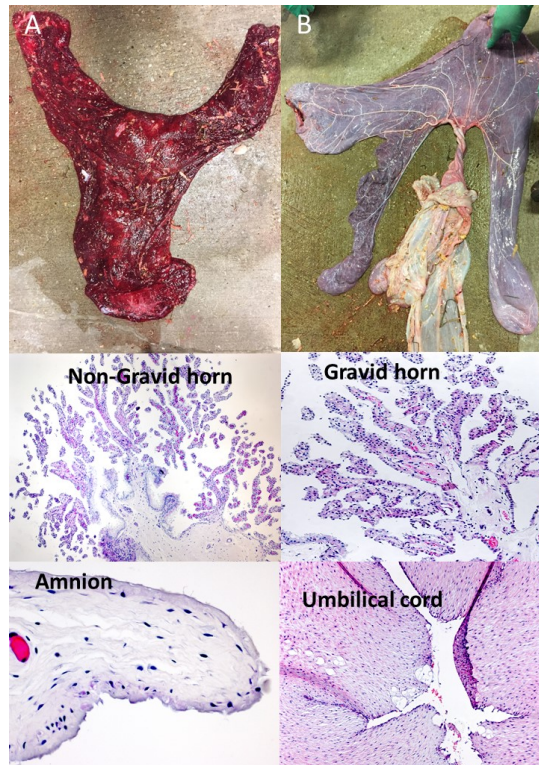 A
B
Non-Gravid horn
Gravid horn
Amnion
Umbilical cord